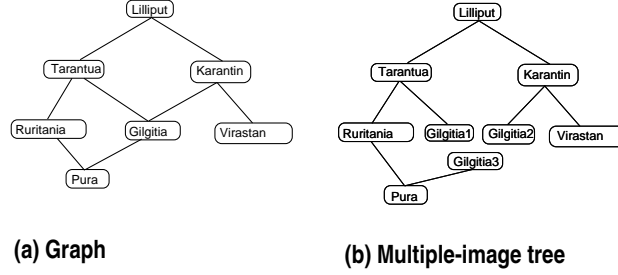 Lilliput
Tarantua
Karantin
Ruritania
Gilgitia
Virastan
Pura
(a) Graph
Lilliput
Tarantua
Karantin
Ruritania
Gilgitia1
Gilgitia2
Virastan
Gilgitia3
Pura
(b) Multiple-image tree